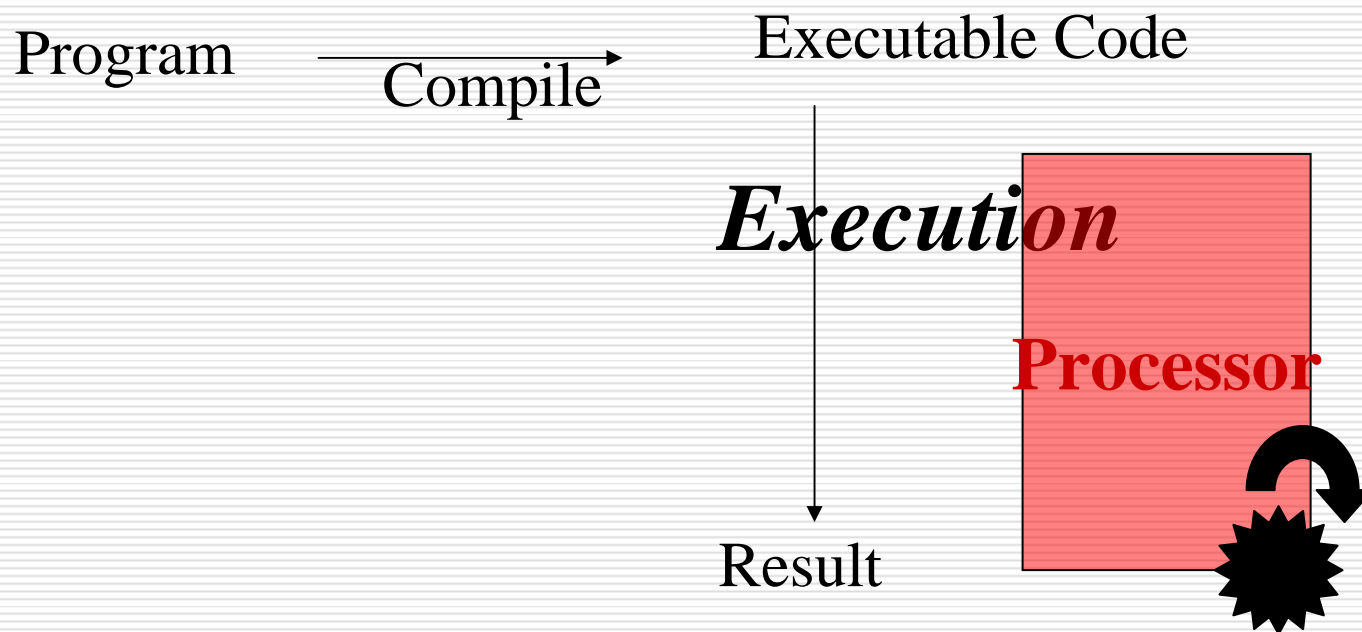 Program
Compile
Executable Code
Execution
Processor
Result